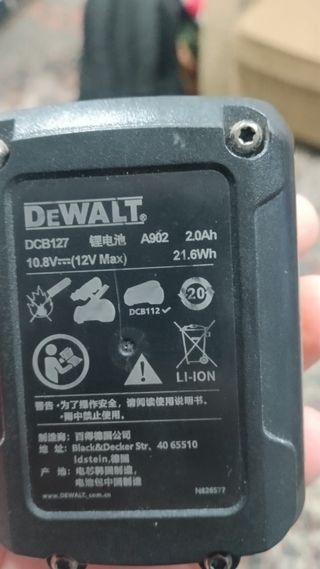 DEWALT®
DCB127 锂电池 A902 2.0Ah
10.8V⎓(12V Max) 21.6Wh
DCB112 ✓
20
LI-ION
警告·为了操作安全，请阅读使用说明书。
·雨中禁止使用。
制造商: 百得德国公司
地 址: Black&Decker Str. 40 65510
Idstein,德国
产 地: 电芯韩国制造,
电池包中国制造
www.DEWALT.com.cn N826577